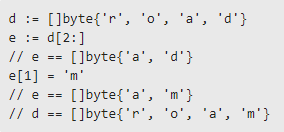 d := []byte{'r', 'o', 'a', 'd'}
e := d[2:]
// e == []byte{'a', 'd'}
e[1] = 'm'
// e == []byte{'a', 'm'}
// d == []byte{'r', 'o', 'a', 'm'}